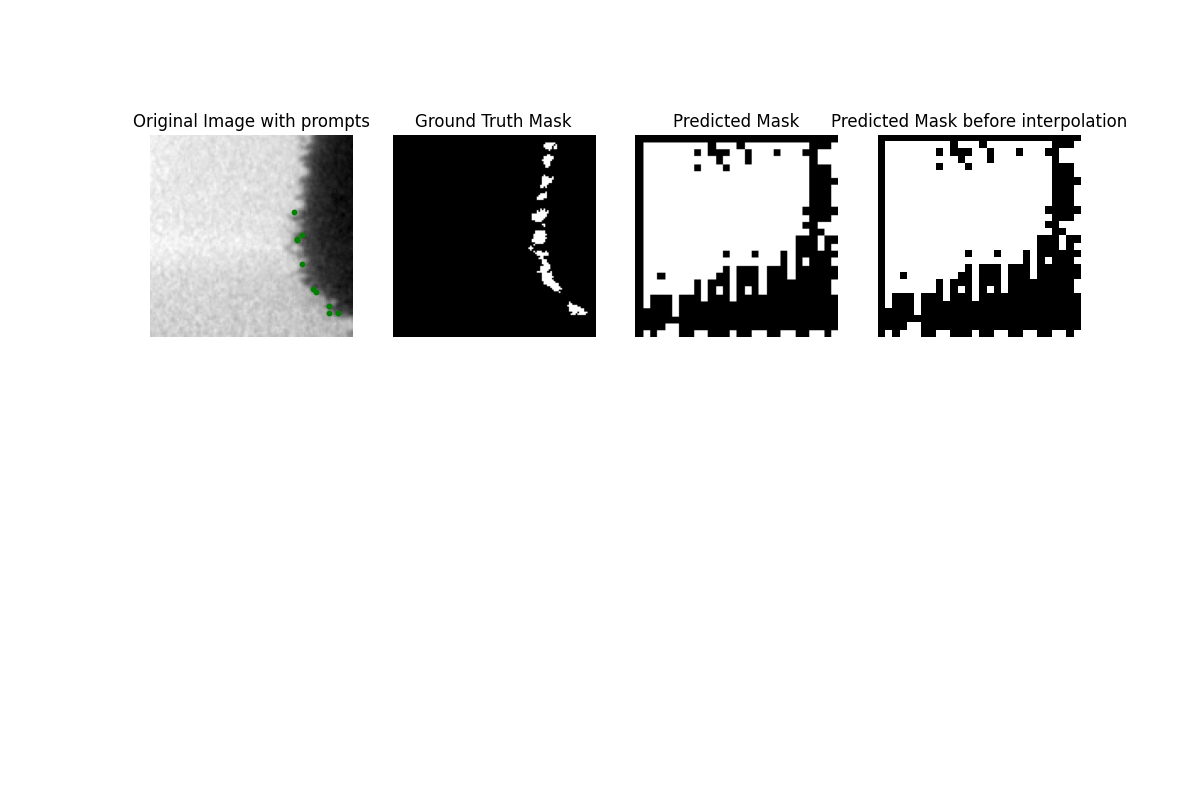 Original Image with prompts
Ground Truth Mask
Predicted Mask
Predicted Mask before interpolation